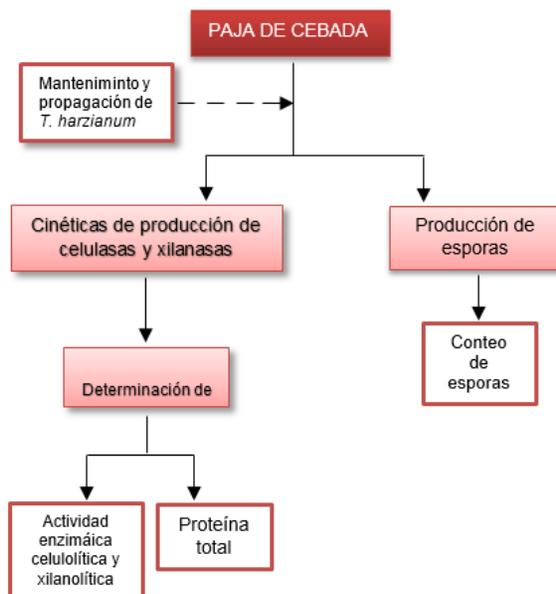 PAJA DE CEBADA
Manteniminto y
propagación de
T. harzianum
Cinéticas de producción de
celulasas y xilanasas
Producción de
esporas
Conteo
de
esporas
Determinación de
Actividad
enzimáica
celulolítica y
xilanolítica
Proteína
total